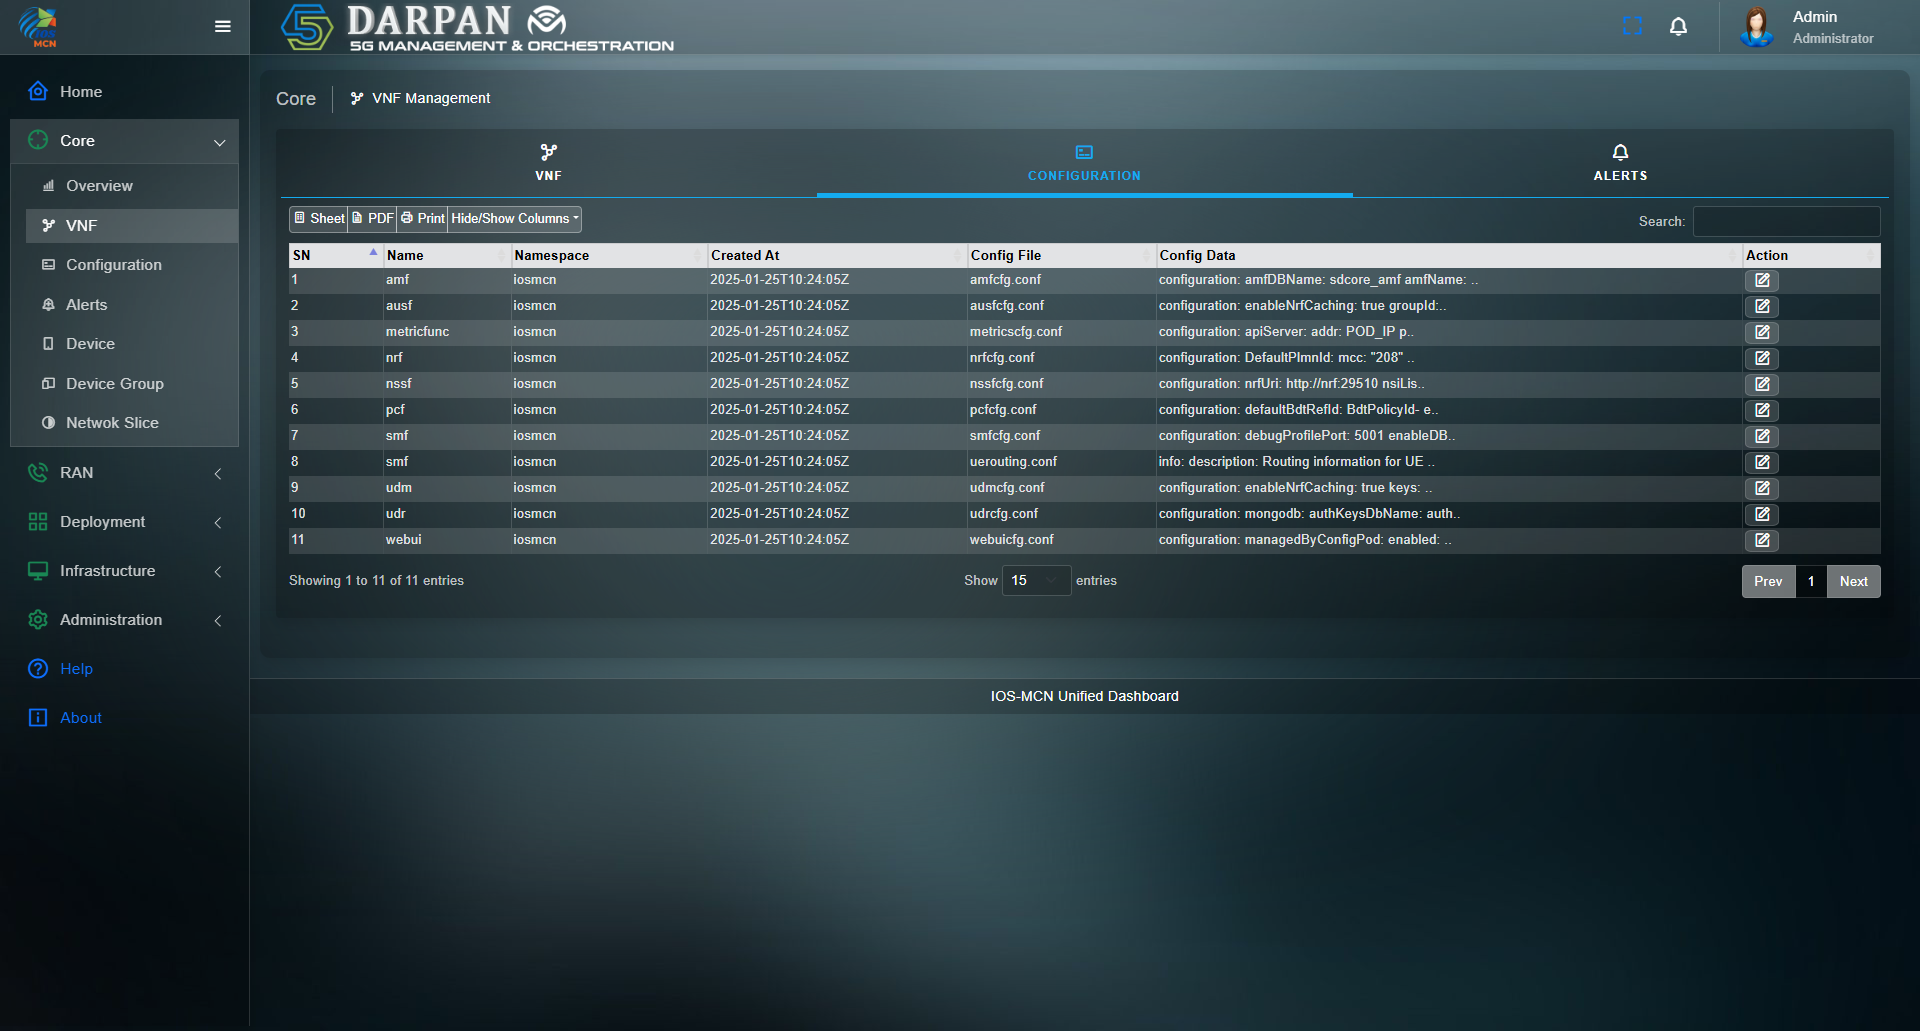 IOS
MCN
5 DARPAN
5G MANAGEMENT & ORCHESTRATION
Admin
Administrator
Home
Core
Overview
VNF
Configuration
Alerts
Device
Device Group
Netwok Slice
RAN
Deployment
Infrastructure
Administration
Help
About
Core VNF Management
VNF CONFIGURATION ALERTS
Sheet PDF Print Hide/Show Columns Search:
SN Name Namespace Created At Config File Config Data Action
1 amf iosmcn 2025-01-25T10:24:05Z amfcfg.conf configuration: amfDBName: sdcore_amf amfName: ..
2 ausf iosmcn 2025-01-25T10:24:05Z ausfcfg.conf configuration: enableNrfCaching: true groupId:..
3 metricfunc iosmcn 2025-01-25T10:24:05Z metricscfg.conf configuration: apiServer: addr: POD_IP p..
4 nrf iosmcn 2025-01-25T10:24:05Z nrfcfg.conf configuration: DefaultPlmnId: mcc: "208" ..
5 nssf iosmcn 2025-01-25T10:24:05Z nssfcfg.conf configuration: nrfUri: http://nrf:29510 nsiLis..
6 pcf iosmcn 2025-01-25T10:24:05Z pcfcfg.conf configuration: defaultBdtRefId: BdtPolicyId- e..
7 smf iosmcn 2025-01-25T10:24:05Z smfcfg.conf configuration: debugProfilePort: 5001 enableDB..
8 smf iosmcn 2025-01-25T10:24:05Z uerouting.conf info: description: Routing information for UE ..
9 udm iosmcn 2025-01-25T10:24:05Z udmcfg.conf configuration: enableNrfCaching: true keys: ..
10 udr iosmcn 2025-01-25T10:24:05Z udrcfg.conf configuration: mongodb: authKeysDbName: auth..
11 webui iosmcn 2025-01-25T10:24:05Z webuicfg.conf configuration: managedByConfigPod: enabled: ..
Showing 1 to 11 of 11 entries Show 15 entries Prev 1 Next
IOS-MCN Unified Dashboard